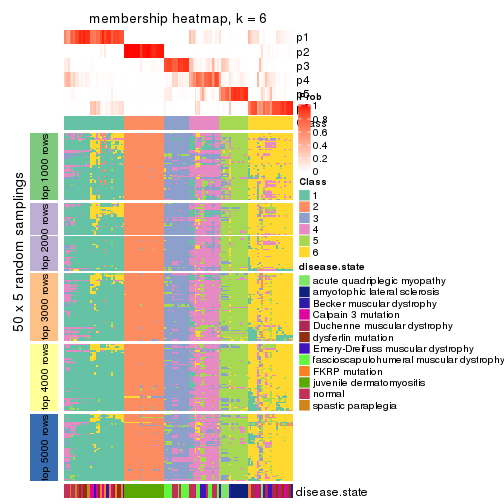 membership heatmap, k = 6
p1
p2
p3
p4
p5
Prob
1
0.8
0.6
0.4
0.2
0
Class
1
2
3
4
5
6
50 x 5 random samplings
top 1000 rows
top 2000 rows
top 3000 rows
top 4000 rows
top 5000 rows
disease.state
acute quadriplegic myopathy
amyotophic lateral sclerosis
Becker muscular dystrophy
Calpain 3 mutation
Duchenne muscular dystrophy
dysferlin mutation
Emery-Dreifuss muscular dystrophy
fascioscapulohumeral muscular dystrophy
FKRP mutation
juvenile dermatomyositis
normal
spastic paraplegia
disease.state